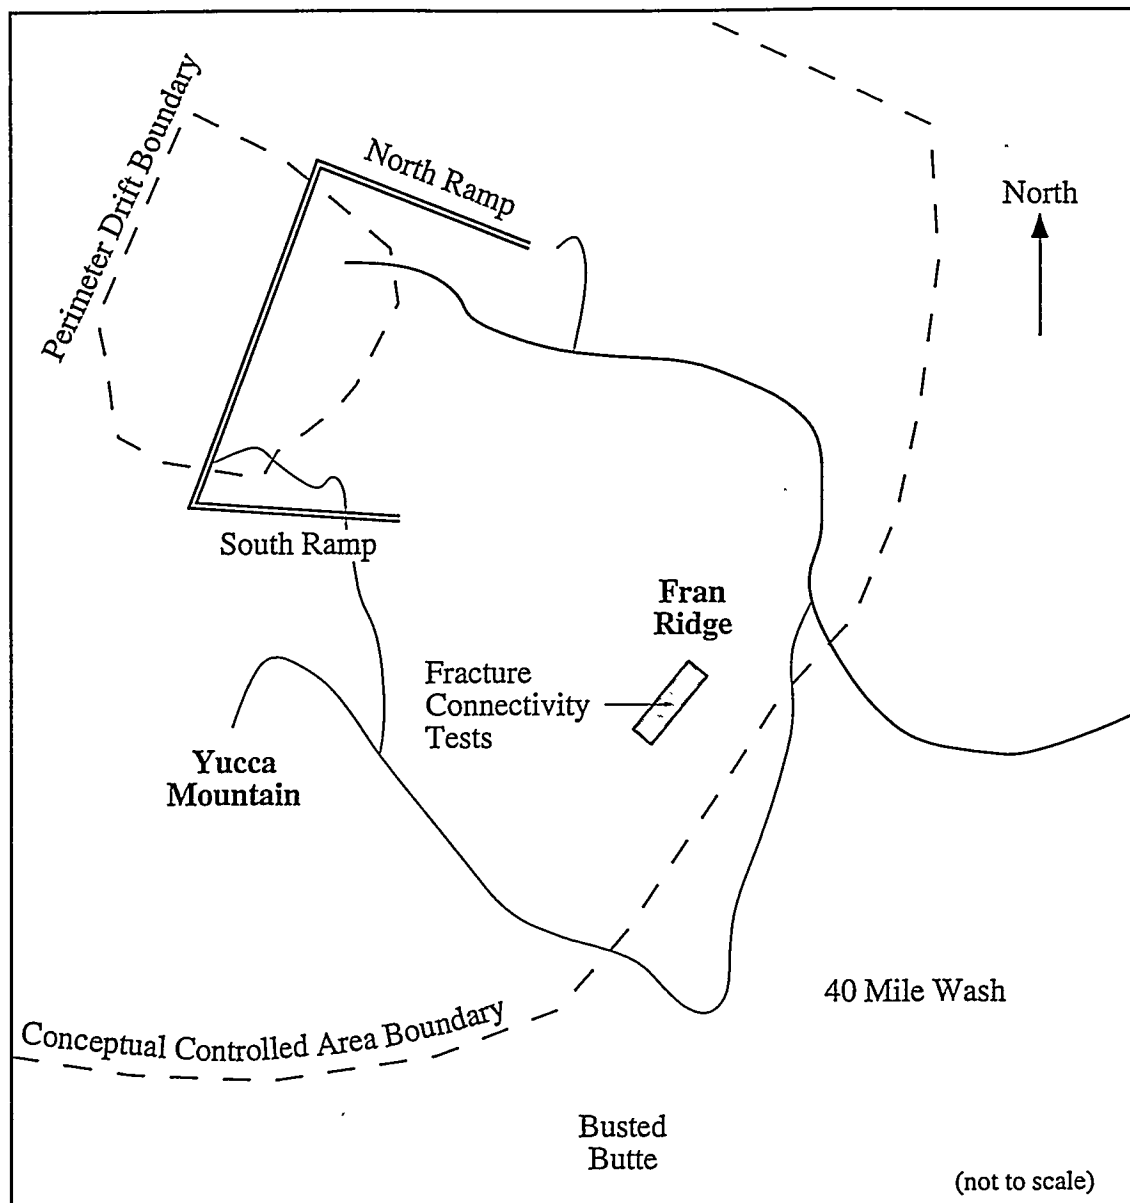 Perimeter Drift Boundary
North Ramp
North
South Ramp
Fran
Ridge
Fracture
Connectivity
Tests
Yucca
Mountain
40 Mile Wash
Conceptual Controlled Area Boundary
Busted
Butte
(not to scale)